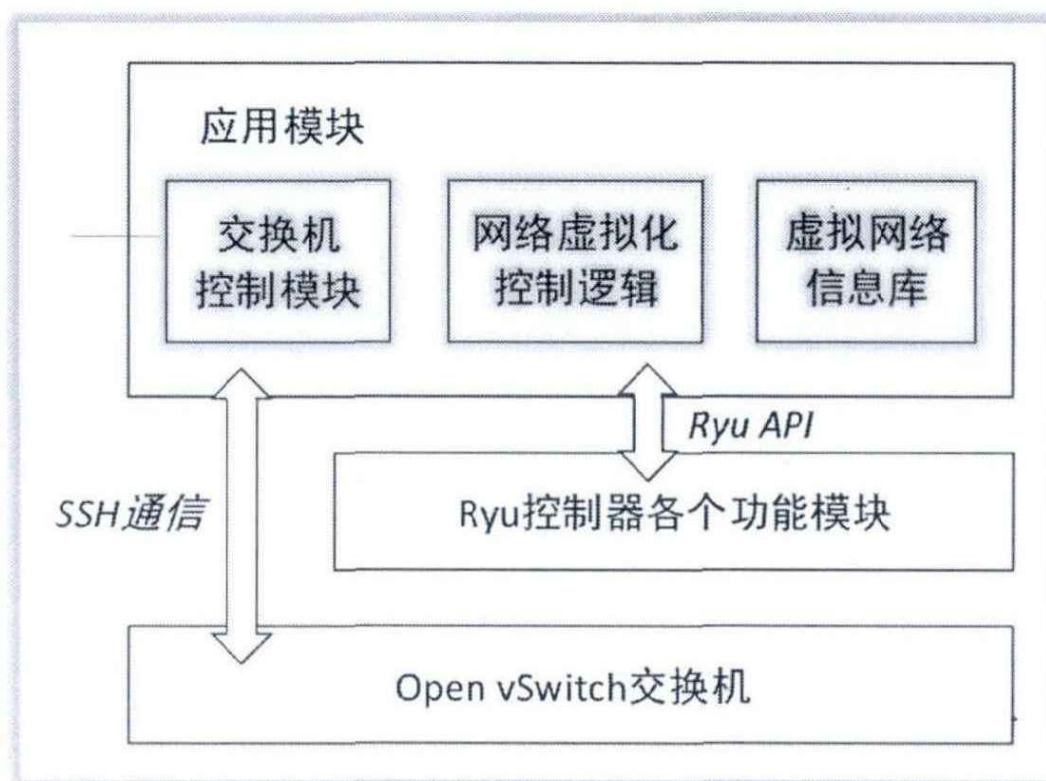 应用模块
交换机
控制模块
网络虚拟化
控制逻辑
虚拟网络
信息库
Ryu API
SSH通信
Ryu控制器各个功能模块
Open vSwitch交换机